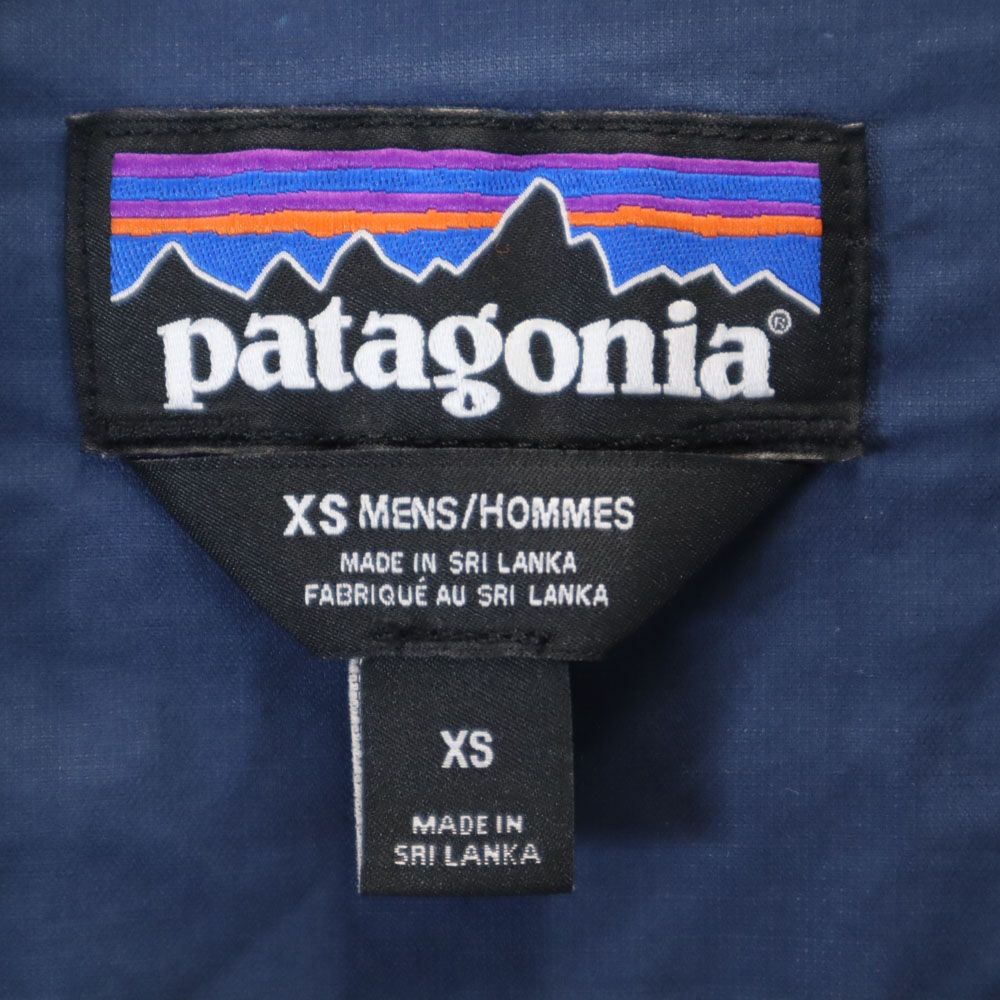 patagonia®
XS MENS/HOMMES
MADE IN SRI LANKA
FABRIQUÉ AU SRI LANKA
XS
MADE IN
SRI LANKA